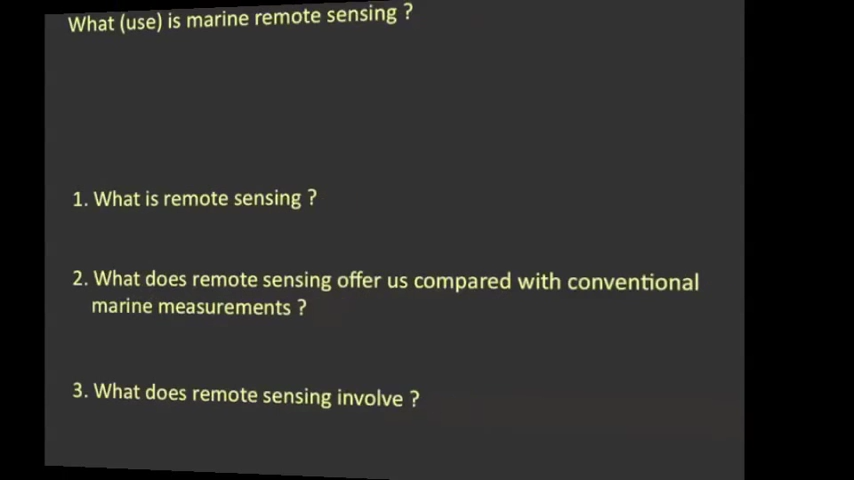 What (use) is marine remote sensing ?
1. What is remote sensing ?
2. What does remote sensing offer us compared with conventional
marine measurements ?
3. What does remote sensing involve ?